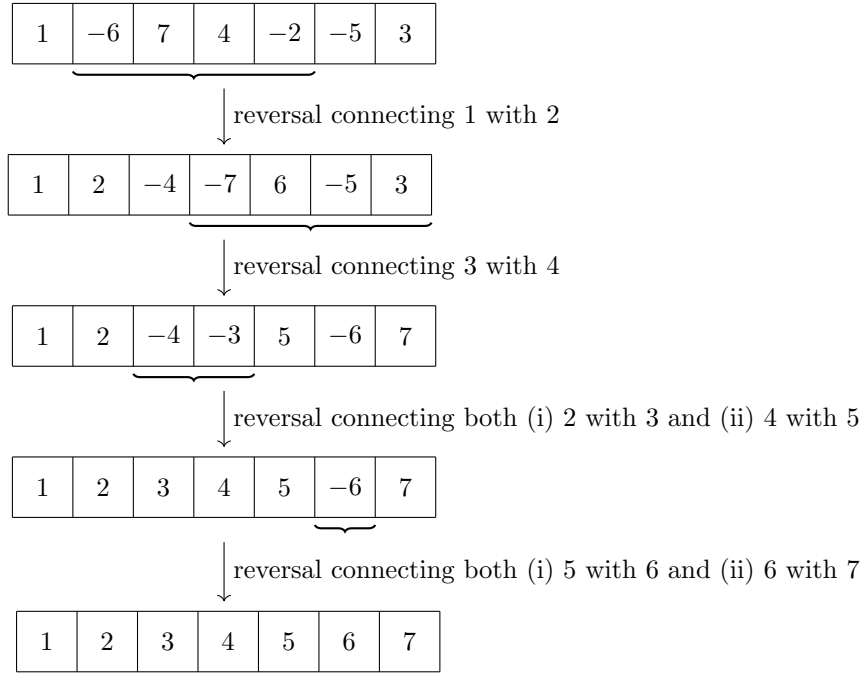 1 −6 7 4 −2 −5 3
reversal connecting 1 with 2
1 2 −4 −7 6 −5 3
reversal connecting 3 with 4
1 2 −4 −3 5 −6 7
reversal connecting both (i) 2 with 3 and (ii) 4 with 5
1 2 3 4 5 −6 7
reversal connecting both (i) 5 with 6 and (ii) 6 with 7
1 2 3 4 5 6 7